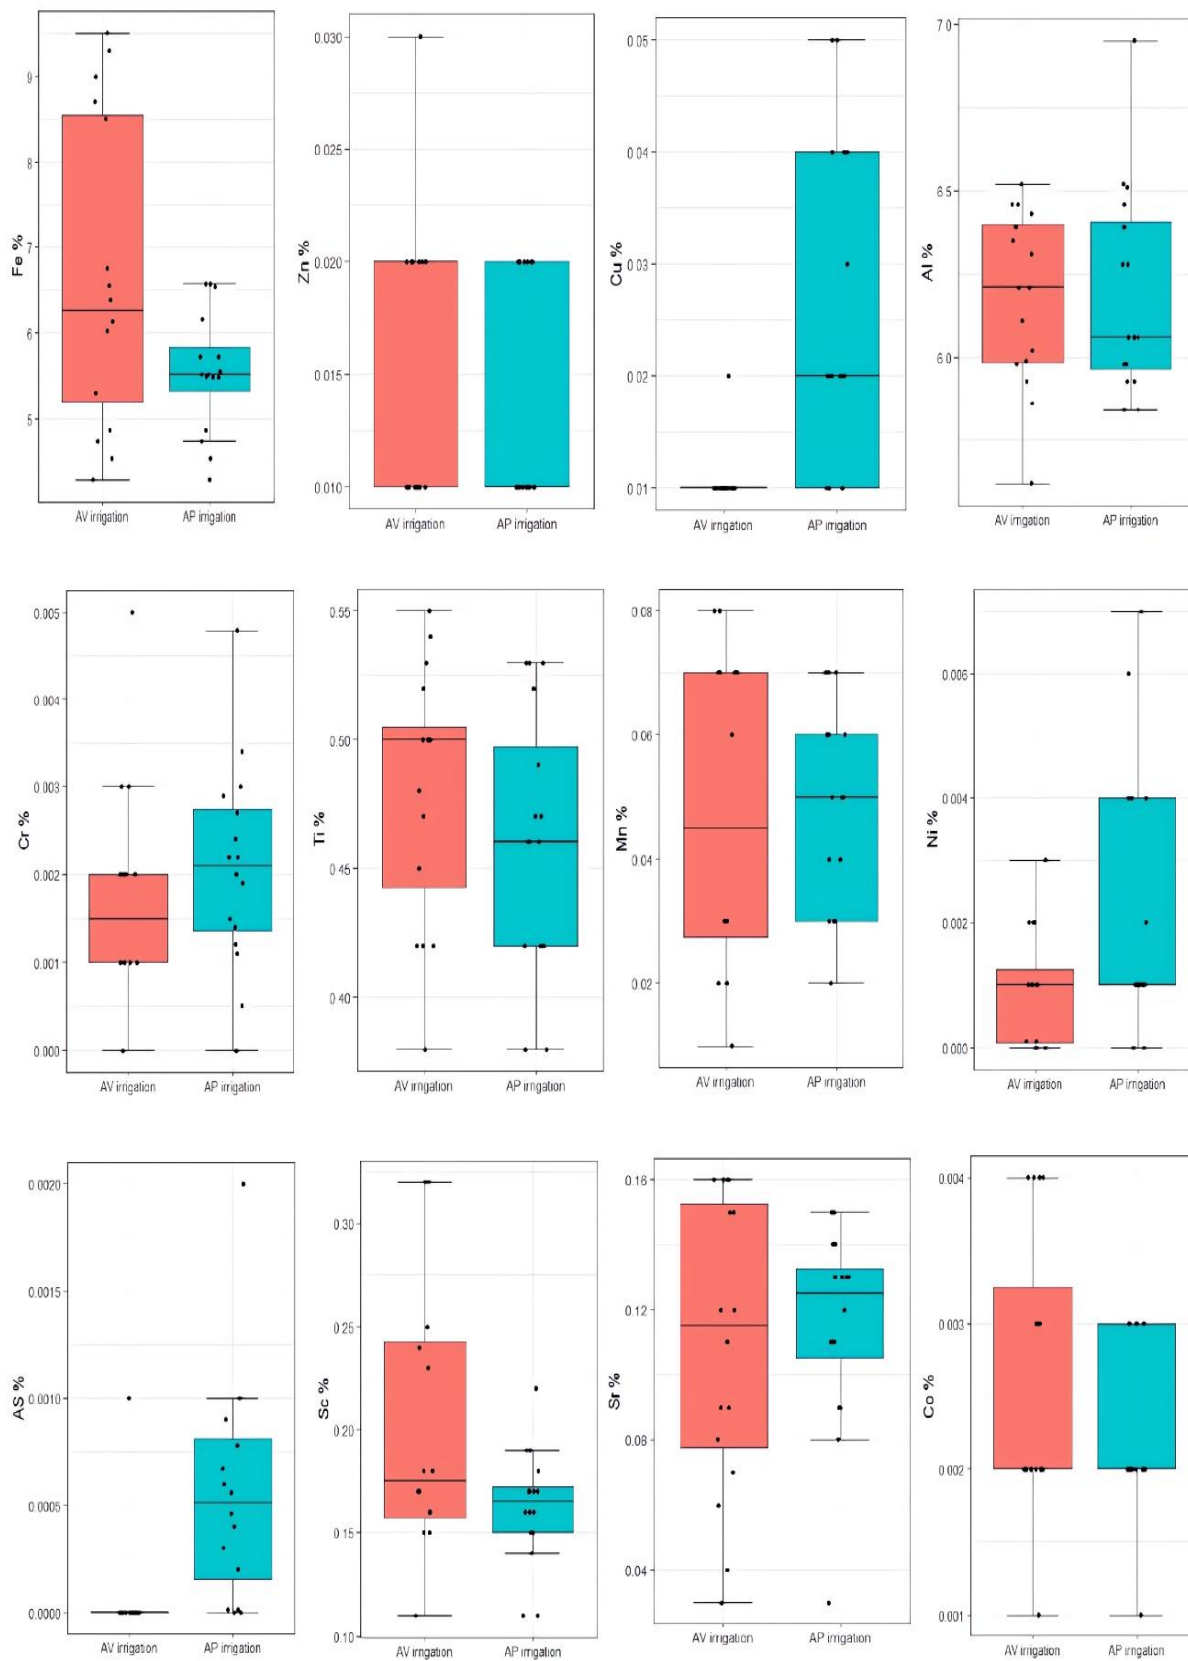 Fe %
9
8
7
6
5
AV irrigation
AP irrigation
Zn %
0.030
0.025
0.020
0.015
0.010
AV irrigation
AP irrigation
Cu %
0.05
0.04
0.03
0.02
0.01
AV irrigation
AP irrigation
Al %
7.0
6.5
6.0
AV irrigation
AP irrigation
Cr %
0.005
0.004
0.003
0.002
0.001
0.000
AV irrigation
AP irrigation
Ti %
0.55
0.50
0.45
0.40
AV irrigation
AP irrigation
Mn %
0.08
0.06
0.04
0.02
AV irrigation
AP irrigation
Ni %
0.006
0.004
0.002
0.000
AV irrigation
AP irrigation
AS %
0.0020
0.0015
0.0010
0.0005
0.0000
AV irrigation
AP irrigation
Sc %
0.30
0.25
0.20
0.15
0.10
AV irrigation
AP irrigation
Sr %
0.16
0.12
0.08
0.04
AV irrigation
AP irrigation
Co %
0.004
0.003
0.002
0.001
AV irrigation
AP irrigation